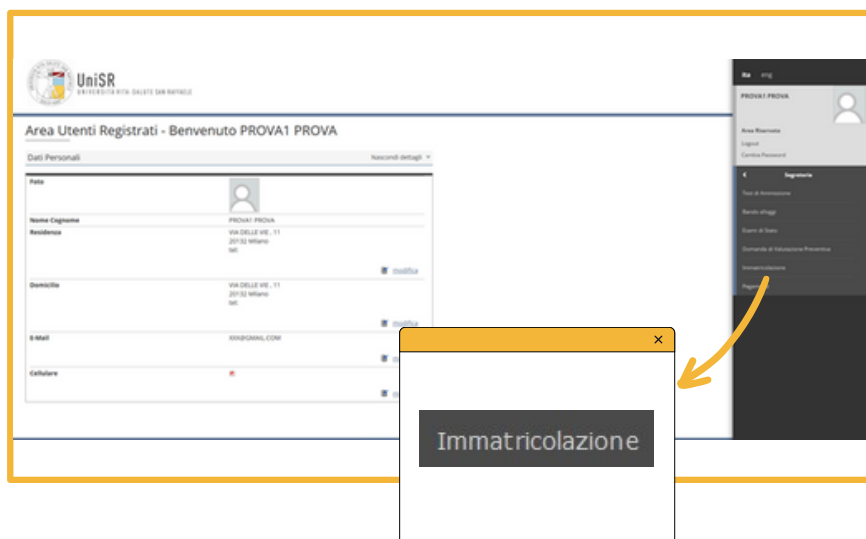 UniSR
UNIVERSITÀ VITA-SALUTE SAN RAFFAELE
Area Utenti Registrati - Benvenuto PROVA1 PROVA
Dati Personali
Nascondi dettagli
Foto
Nome Cognome PROVA1 PROVA
Residenza VIA DELLE VIE , 11
20132 Milano
tel:
modifica
Domicilio VIA DELLE VIE , 11
20132 Milano
tel:
modifica
E-Mail
Cellulare
ita eng
PROVA1 PROVA
Area Riservata
Logout
Cambia Password
Segreteria
Test di Ammissione
Bando alloggi
Esami di Stato
Domanda di Valutazione Preventiva
Immatricolazione
Immatricolazione